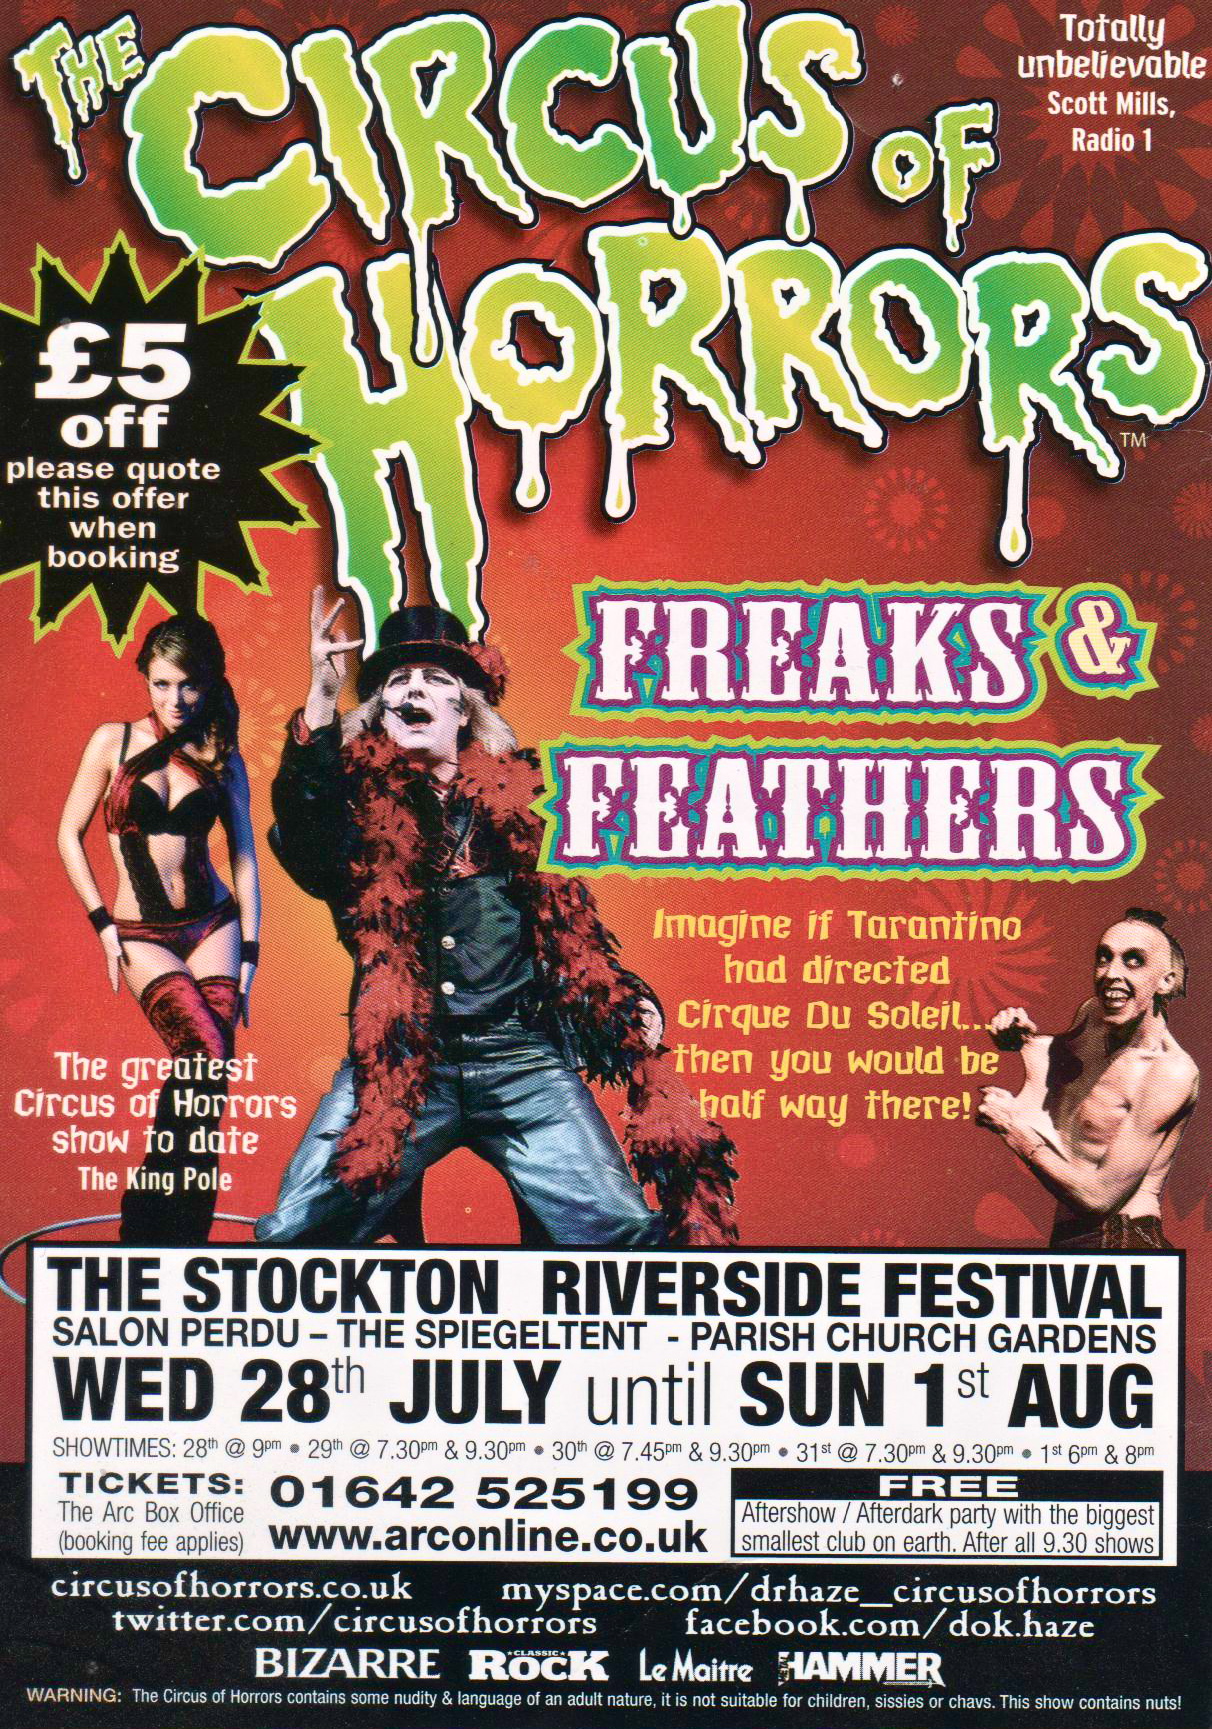 THE CIRCUS OF
HORRORS
TM
Totally
unbelievable
Scott Mills,
Radio 1
£5
off
please quote
this offer
when
booking
FREAKS &
FEATHERS
Imagine if Tarantino
had directed
Cirque Du Soleil...
then you would be
half way there!
The greatest
Circus of Horrors
show to date
The King Pole
THE STOCKTON RIVERSIDE FESTIVAL
SALON PERDU – THE SPIEGELTENT - PARISH CHURCH GARDENS
WED 28th JULY until SUN 1st AUG
SHOWTIMES: 28th @ 9pm • 29th @ 7.30pm & 9.30pm • 30th @ 7.45pm & 9.30pm • 31st @ 7.30pm & 9.30pm • 1st 6pm & 8pm
TICKETS:
The Arc Box Office
(booking fee applies)
01642 525199
www.arconline.co.uk
FREE
Aftershow / Afterdark party with the biggest
smallest club on earth. After all 9.30 shows
circusofhorrors.co.uk myspace.com/drhaze_circusofhorrors
twitter.com/circusofhorrors facebook.com/dok.haze
BIZARRE CLASSIC ROCK Le Maitre METAL HAMMER
WARNING: The Circus of Horrors contains some nudity & language of an adult nature, it is not suitable for children, sissies or chavs. This show contains nuts!